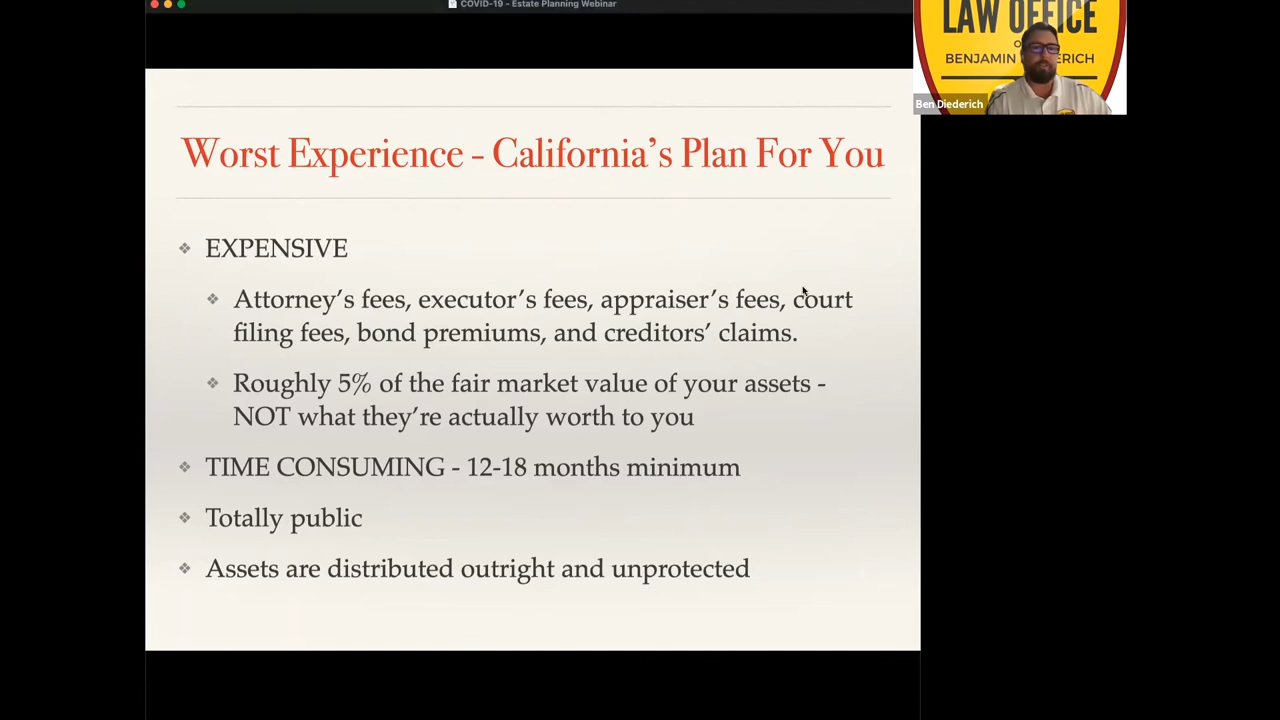 COVID-19 - Estate Planning Webinar
LAW OFFICE
BENJAMIN
Ben Diederich
Worst Experience - California's Plan For You
❖ EXPENSIVE
❖ Attorney's fees, executor's fees, appraiser's fees, court
filing fees, bond premiums, and creditors' claims.
❖ Roughly 5% of the fair market value of your assets -
NOT what they're actually worth to you
❖ TIME CONSUMING - 12-18 months minimum
❖ Totally public
❖ Assets are distributed outright and unprotected